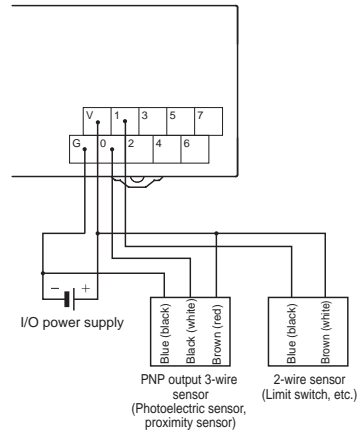 V 1 3 5 7
G 0 2 4 6
− +
I/O power supply
Blue (black)
Black (white)
Brown (red)
Blue (black)
Brown (white)
PNP output 3-wire
sensor
(Photoelectric sensor,
proximity sensor)
2-wire sensor
(Limit switch, etc.)